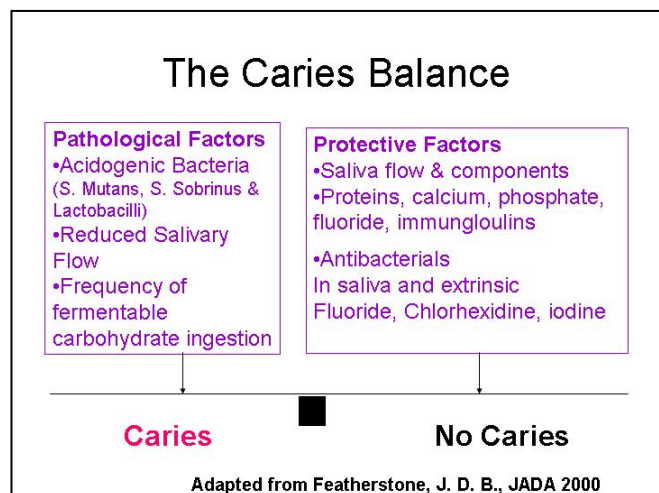 The Caries Balance
Pathological Factors
•Acidogenic Bacteria
(S. Mutans, S. Sobrinus &
Lactobacilli)
•Reduced Salivary
Flow
•Frequency of
fermentable
carbohydrate ingestion
Protective Factors
•Saliva flow & components
•Proteins, calcium, phosphate,
fluoride, immungloulins
•Antibacterials
In saliva and extrinsic
Fluoride, Chlorhexidine, iodine
Caries
No Caries
Adapted from Featherstone, J. D. B., JADA 2000